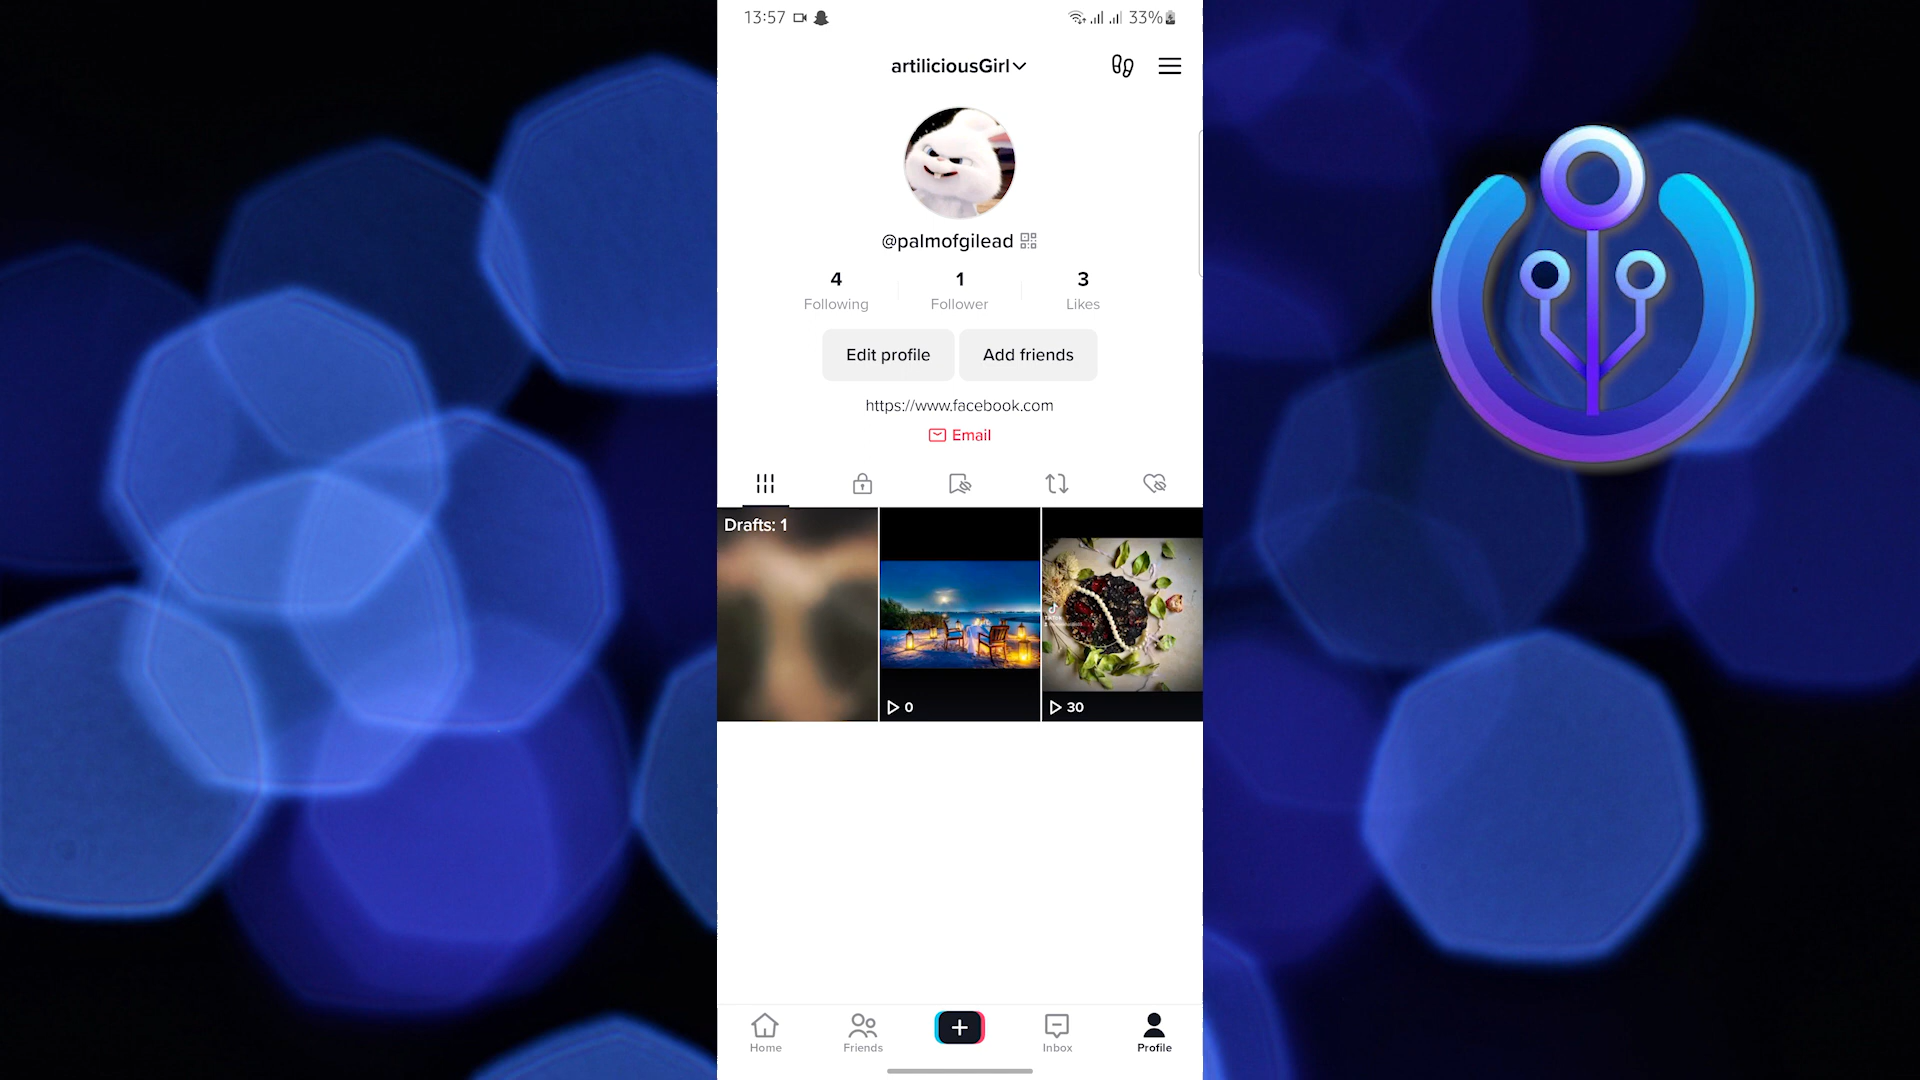 13:57 33%
artiliciousGirl
@palmofgilead
4 1 3
Following Follower Likes
Edit profile Add friends
https://www.facebook.com
Email
Drafts: 1
0 30
Home Friends Inbox Profile